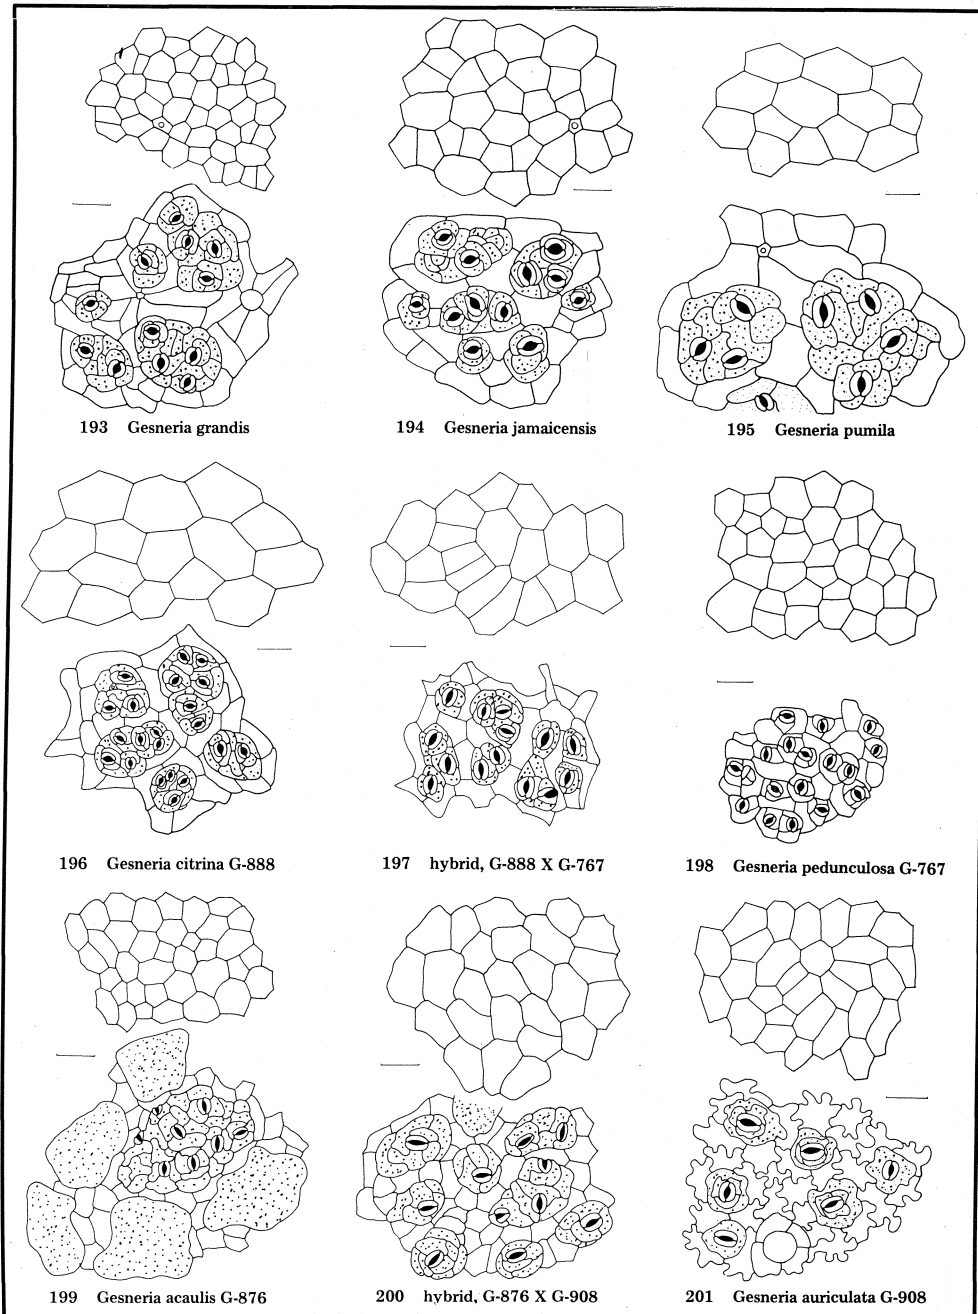 193 Gesneria grandis
194 Gesneria jamaicensis
195 Gesneria pumila
196 Gesneria citrina G-888
197 hybrid, G-888 X G-767
198 Gesneria pedunculosa G-767
199 Gesneria acaulis G-876
200 hybrid, G-876 X G-908
201 Gesneria auriculata G-908